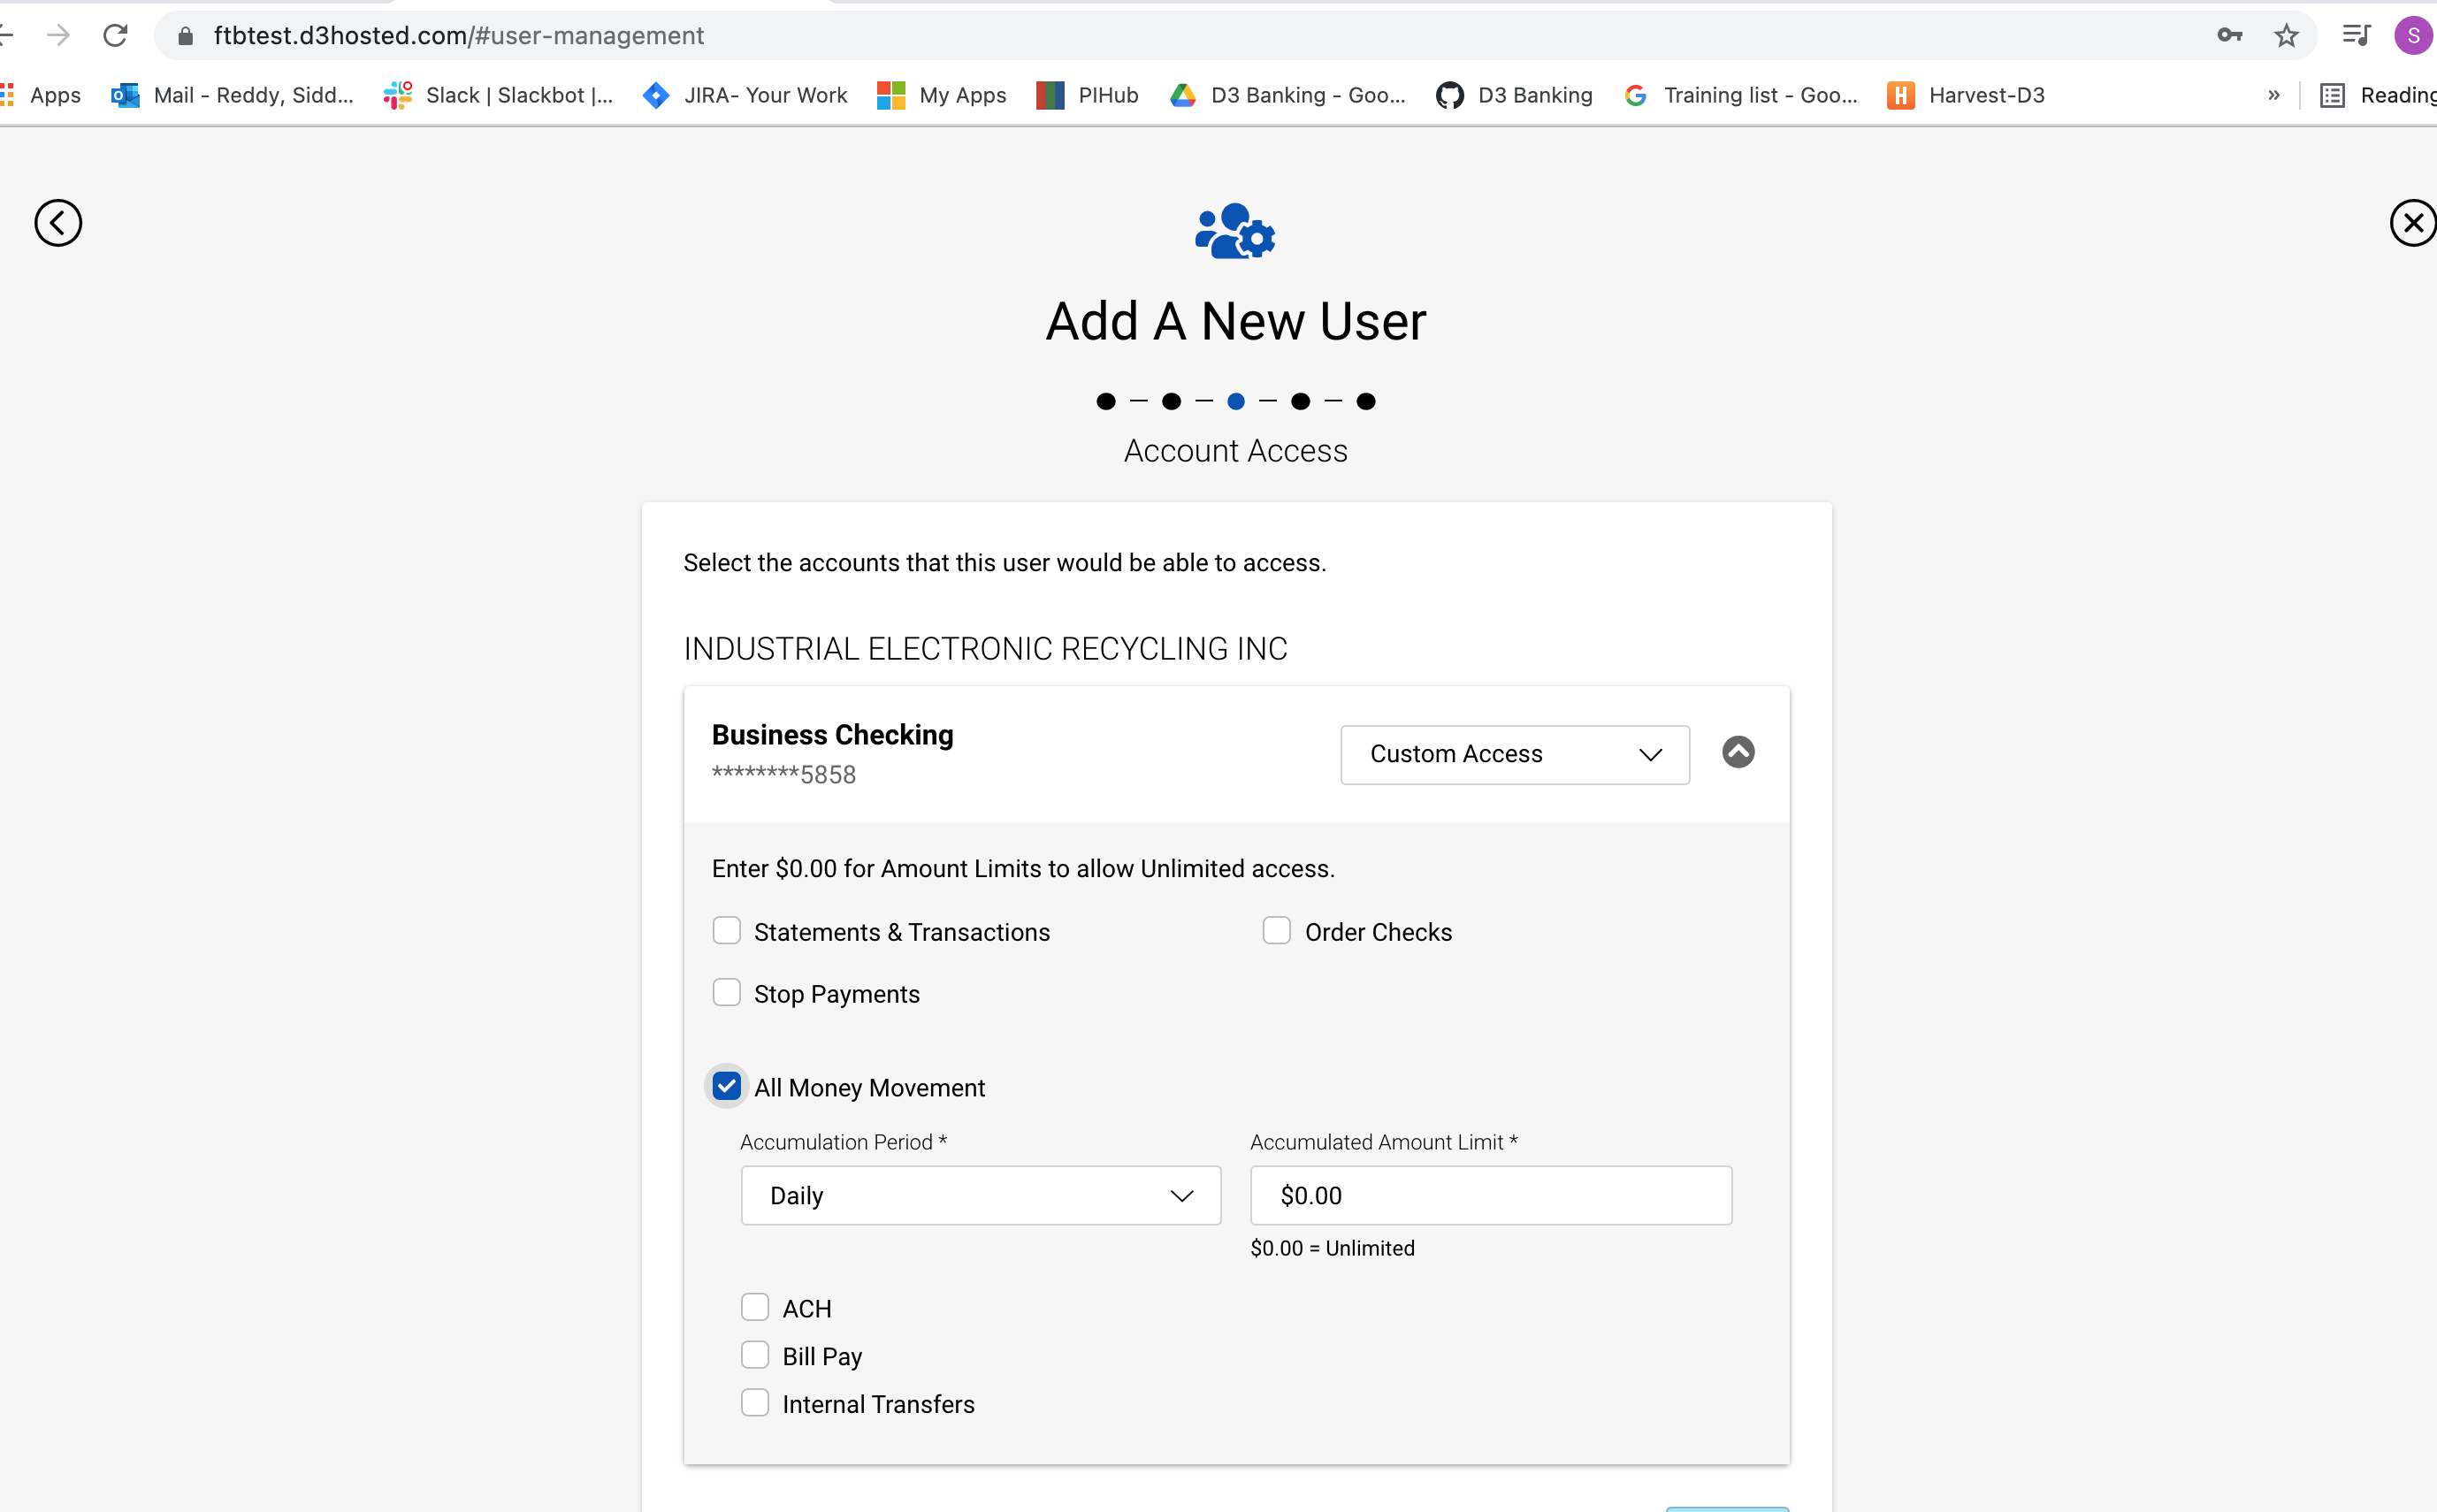 ftbtest.d3hosted.com/#user-management
S
Apps
Mail - Reddy, Sidd...
Slack | Slackbot |...
JIRA- Your Work
My Apps
PIHub
D3 Banking - Goo...
D3 Banking
Training list - Goo...
H Harvest-D3
»
Reading
Add A New User
Account Access
Select the accounts that this user would be able to access.
INDUSTRIAL ELECTRONIC RECYCLING INC
Business Checking
********5858
Custom Access
Enter $0.00 for Amount Limits to allow Unlimited access.
Statements & Transactions
Order Checks
Stop Payments
All Money Movement
Accumulation Period *
Accumulated Amount Limit *
Daily
$0.00
$0.00 = Unlimited
ACH
Bill Pay
Internal Transfers